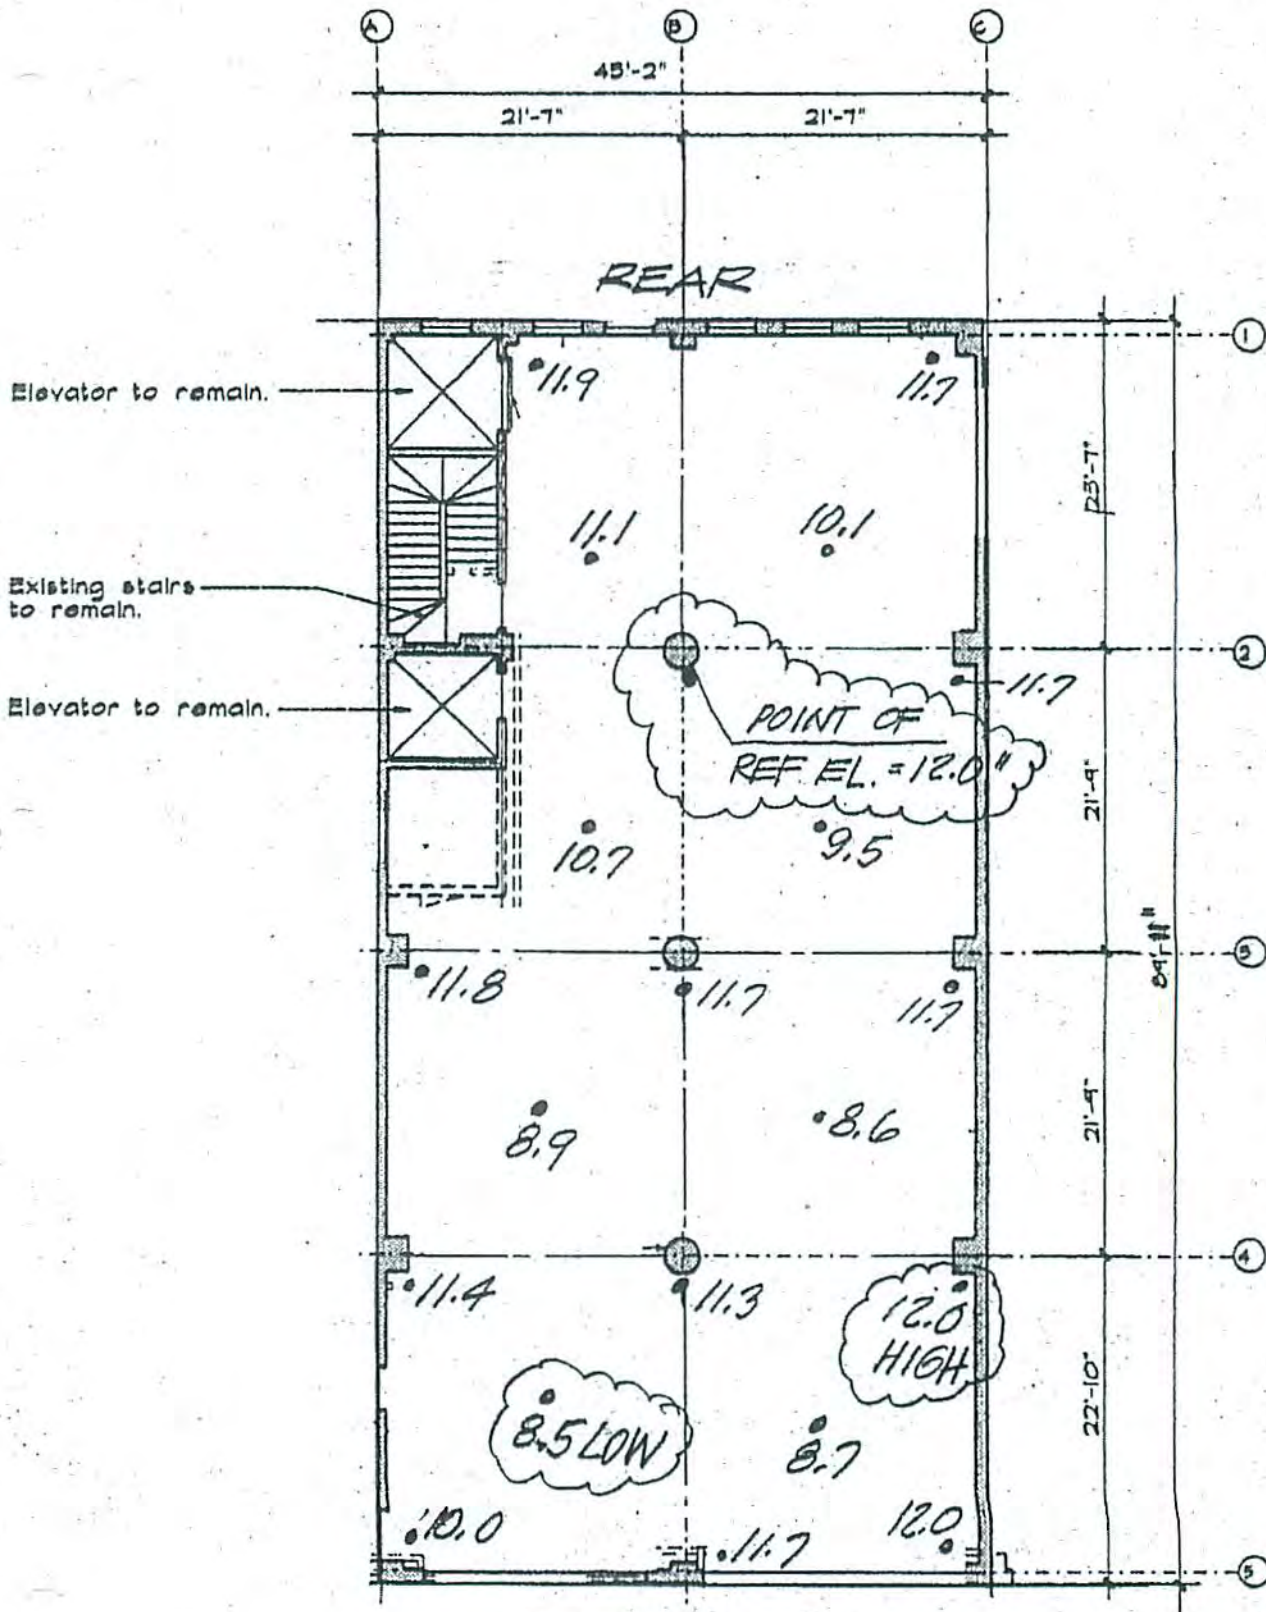 A
B
C
45'-2"
21'-7"
21'-7"
REAR
1
Elevator to remain.
11.9
11.7
23'-7"
11.1
10.1
Existing stairs
to remain.
2
11.7
Elevator to remain.
POINT OF
REF. EL. = 12.0"
21'-9"
10.7
9.5
3
11.8
11.7
11.7
8.9
8.6
21'-9"
4
11.4
11.3
12.0
HIGH
8.5 LOW
8.7
22'-10"
10.0
11.7
12.0
5